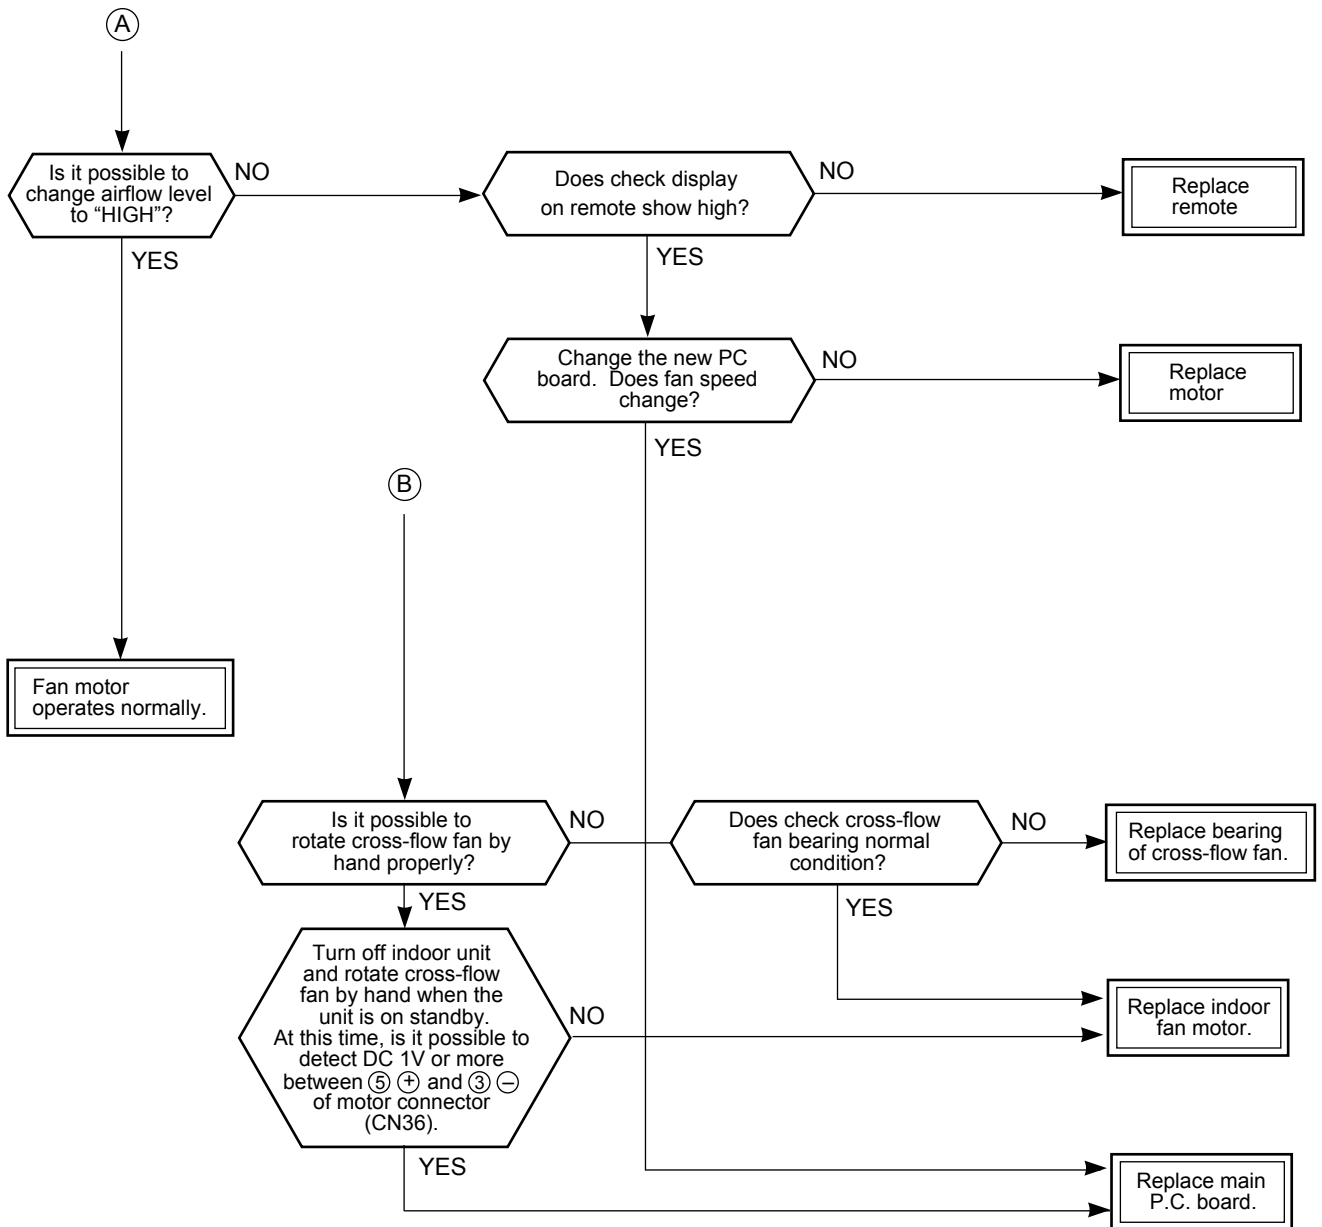 A
Is it possible to
change airflow level
to “HIGH”?
NO
YES
Does check display
on remote show high?
NO
YES
Replace
remote
Change the new PC
board.  Does fan speed
change?
NO
YES
Replace
motor
B
Fan motor
operates normally.
Is it possible to
rotate cross-flow fan by
hand properly?
NO
YES
Does check cross-flow
fan bearing normal
condition?
NO
YES
Replace bearing
of cross-flow fan.
Turn off indoor unit
and rotate cross-flow
fan by hand when the
unit is on standby.
At this time, is it possible to
detect DC 1V or more
between ⑤ ⊕ and ③ ⊖
of motor connector
(CN36).
NO
YES
Replace indoor
fan motor.
Replace main
P.C. board.